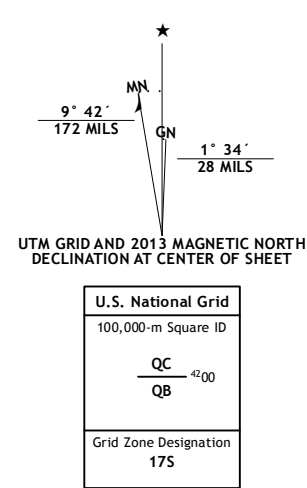 ★
MN
9° 42´
172 MILS
GN
1° 34´
28 MILS
UTM GRID AND 2013 MAGNETIC NORTH
DECLINATION AT CENTER OF SHEET
U.S. National Grid
100,000-m Square ID
QC
4200
QB
Grid Zone Designation
17S